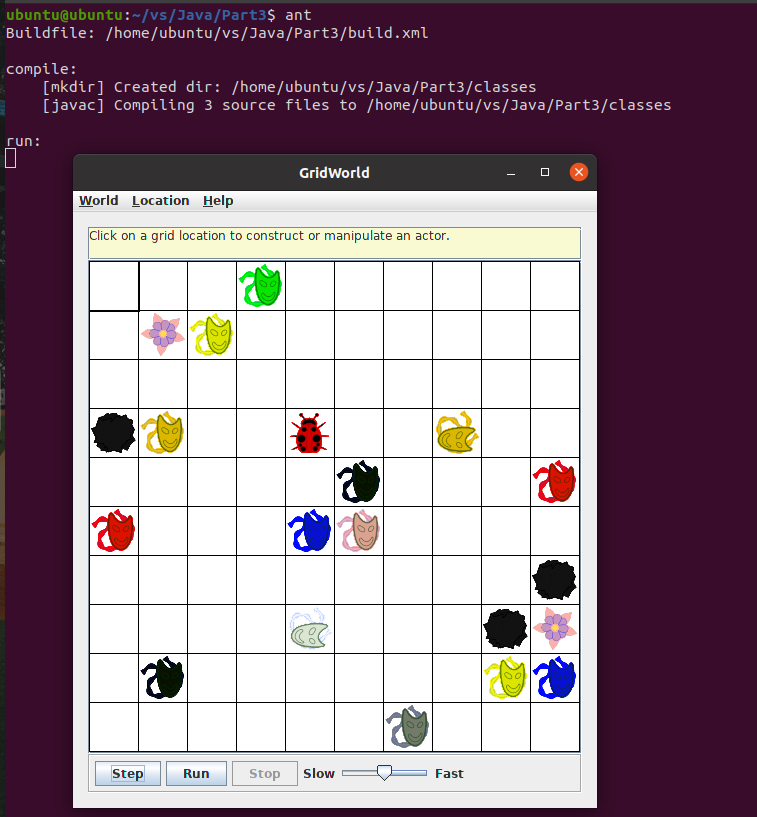 ubuntu@ubuntu:~/vs/Java/Part3$ ant
Buildfile: /home/ubuntu/vs/Java/Part3/build.xml
compile:
[mkdir] Created dir: /home/ubuntu/vs/Java/Part3/classes
[javac] Compiling 3 source files to /home/ubuntu/vs/Java/Part3/classes
run:
GridWorld
World Location Help
Click on a grid location to construct or manipulate an actor.
Step Run Stop Slow Fast